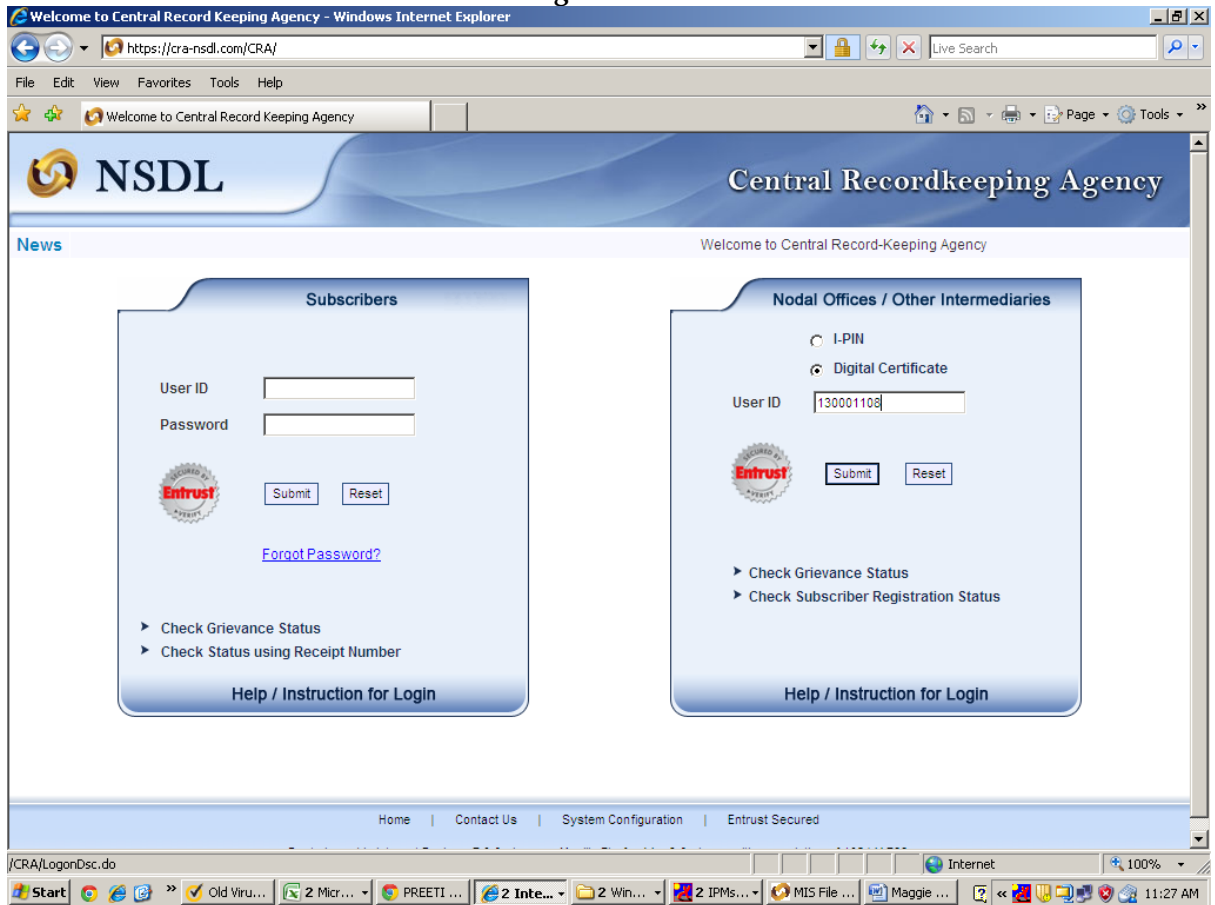 Welcome to Central Record Keeping Agency - Windows Internet Explorer
https://cra-nsdl.com/CRA/
Live Search
File Edit View Favorites Tools Help
Welcome to Central Record Keeping Agency
Page Tools
NSDL
Central Recordkeeping Agency
News
Welcome to Central Record-Keeping Agency
Subscribers
User ID
Password
SECURED BY
Entrust
VERIFY
Submit Reset
Forgot Password?
Check Grievance Status
Check Status using Receipt Number
Help / Instruction for Login
Nodal Offices / Other Intermediaries
I-PIN
Digital Certificate
User ID 130001108
SECURED BY
Entrust
VERIFY
Submit Reset
Check Grievance Status
Check Subscriber Registration Status
Help / Instruction for Login
Home | Contact Us | System Configuration | Entrust Secured
/CRA/LogonDsc.do Internet 100%
Start Old Viru... 2 Micr... PREETI ... 2 Inte... 2 Win... 2 IPMs... MIS File ... Maggie ... 11:27 AM